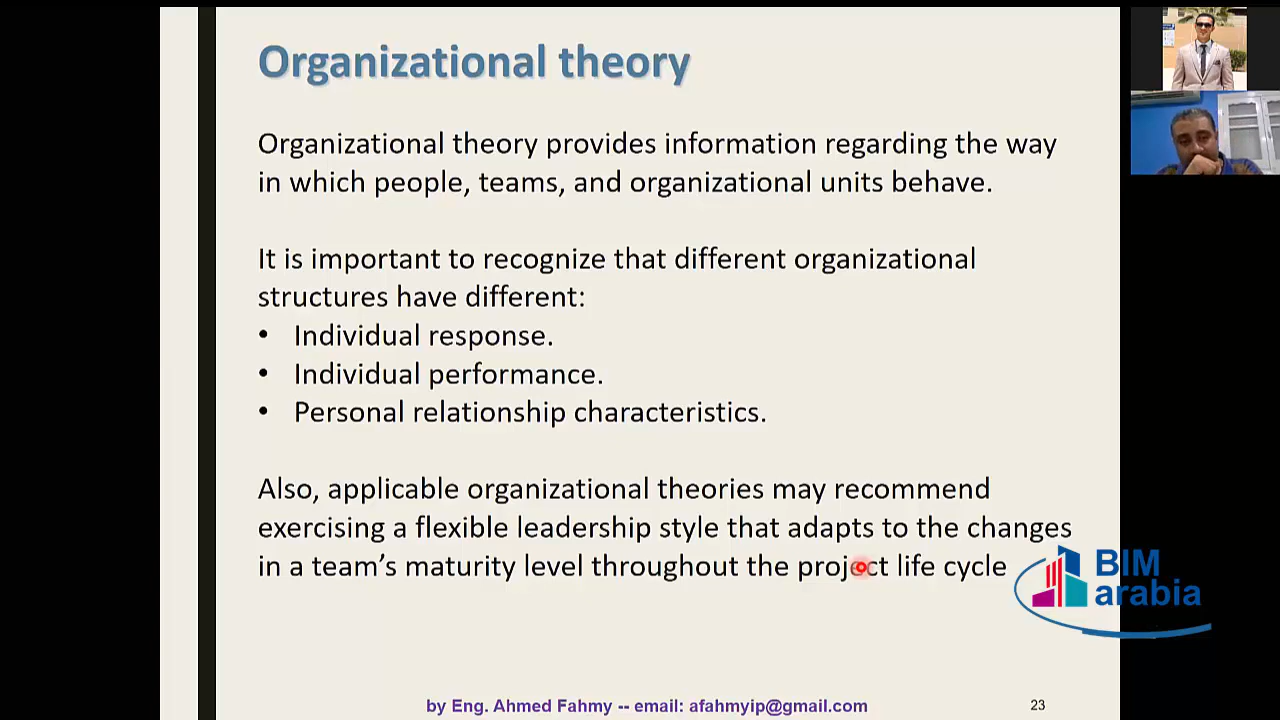 Organizational theory
Organizational theory provides information regarding the way
in which people, teams, and organizational units behave.
It is important to recognize that different organizational
structures have different:
• Individual response.
• Individual performance.
• Personal relationship characteristics.
Also, applicable organizational theories may recommend
exercising a flexible leadership style that adapts to the changes
in a team’s maturity level throughout the project life cycle
BIM
arabia
by Eng. Ahmed Fahmy -- email: afahmyip@gmail.com
23